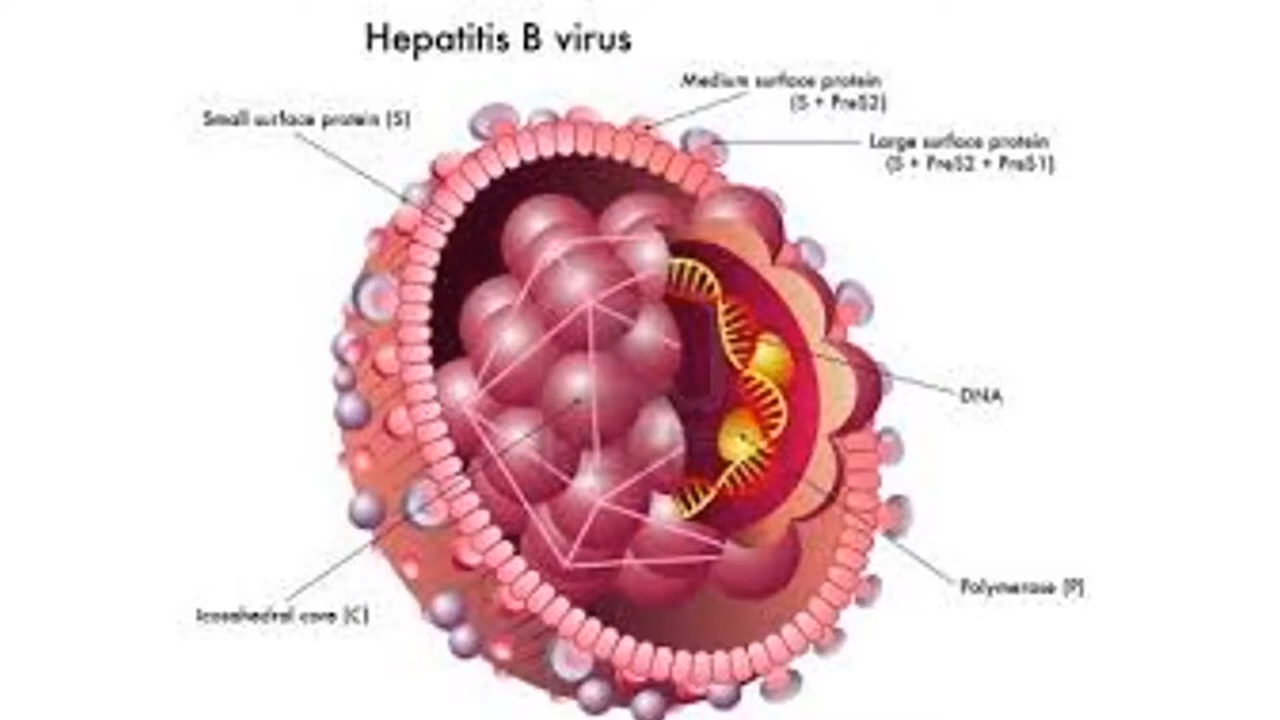 Hepatitis B virus
Medium surface protein
(S + PreS2)
Small surface protein (S)
Large surface protein
(S + PreS2 + PreS1)
DNA
Polymerase (P)
Icosahedral core (C)